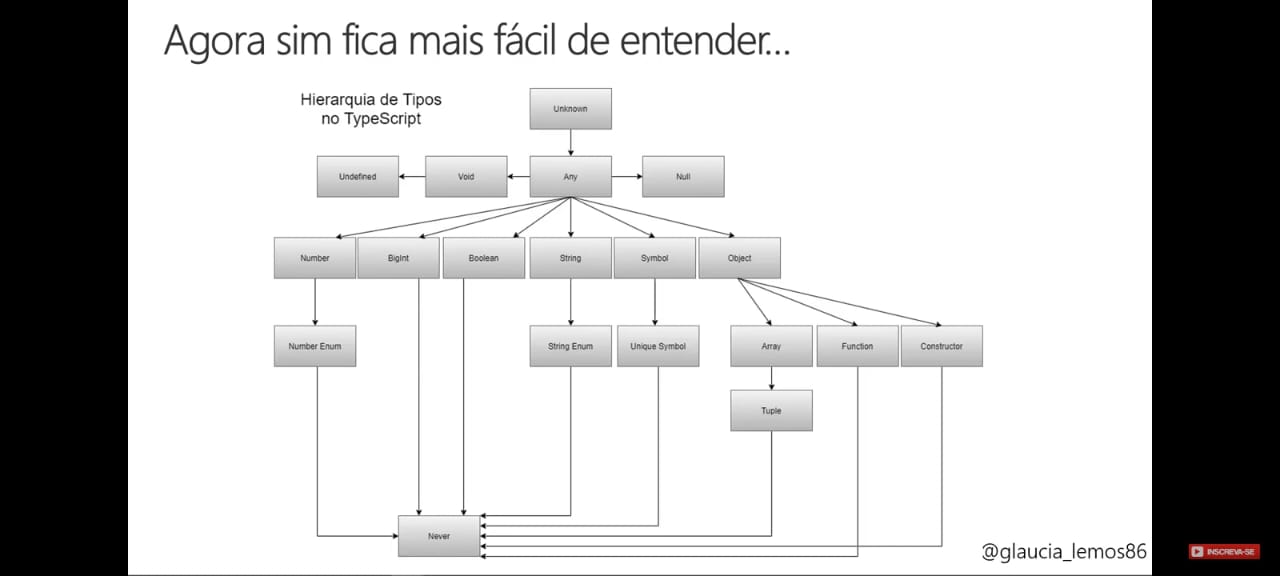 Agora sim fica mais fácil de entender...
Hierarquia de Tipos
no TypeScript
Unknown
Undefined
Void
Any
Null
Number
BigInt
Boolean
String
Symbol
Object
Number Enum
String Enum
Unique Symbol
Array
Function
Constructor
Tuple
Never
@glaucia_lemos86
INSCREVA-SE